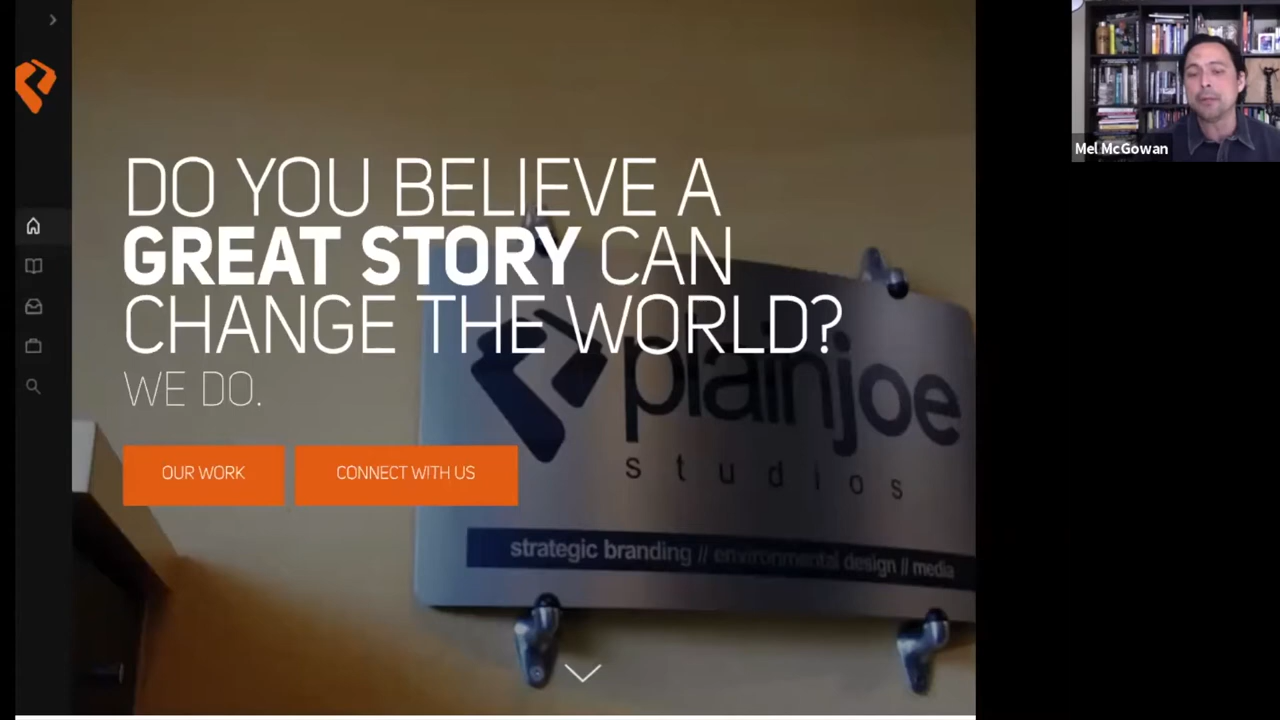 DO YOU BELIEVE A
GREAT STORY CAN
CHANGE THE WORLD?
WE DO.
OUR WORK
CONNECT WITH US
plainjoe
studios
strategic branding // environmental design // media
Mel McGowan